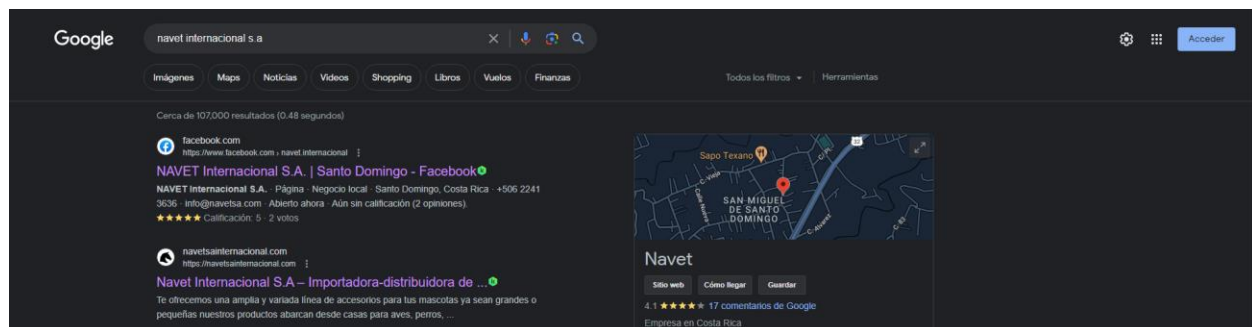 Google
navet internacional s.a
Acceder
Imágenes
Maps
Noticias
Videos
Shopping
Libros
Vuelos
Finanzas
Todos los filtros
Herramientas
Cerca de 107,000 resultados (0.48 segundos)
facebook.com
https://www.facebook.com › navet.internacional
NAVET Internacional S.A. | Santo Domingo - Facebook
NAVET Internacional S.A. · Página · Negocio local · Santo Domingo, Costa Rica · +506 2241
3636 · info@navetsa.com · Abierto ahora · Aún sin calificación (2 opiniones).
Calificación: 5 · 2 votos
navetsainternacional.com
https://navetsainternacional.com
Navet Internacional S.A – Importadora-distribuidora de ...
Te ofrecemos una amplia y variada línea de accesorios para tus mascotas ya sean grandes o
pequeñas nuestros productos abarcan desde casas para aves, perros, ...
Sapo Texano
32
C. Vieja
Calle Nueva
SAN MIGUEL
DE SANTO
DOMINGO
C. Alvarez
C. 83
Navet
Sitio web
Cómo llegar
Guardar
4.1
17 comentarios de Google
Empresa en Costa Rica